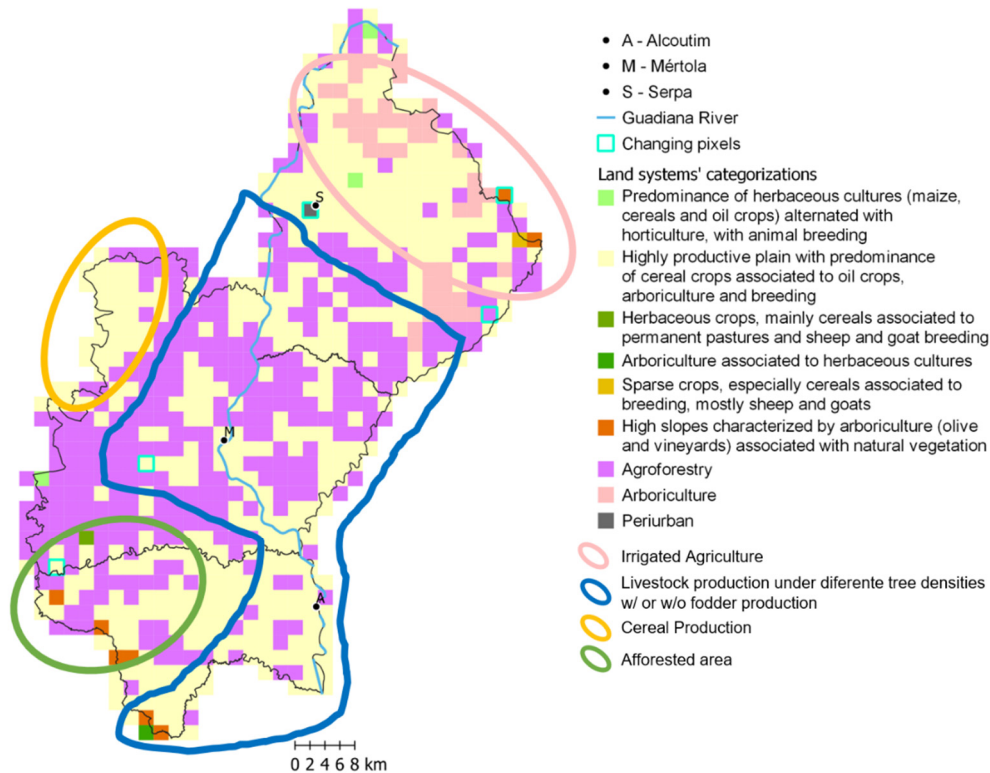 A - Alcoutim
M - Mértola
S - Serpa
Guadiana River
Changing pixels
Land systems' categorizations
Predominance of herbaceous cultures (maize,
cereals and oil crops) alternated with
horticulture, with animal breeding
Highly productive plain with predominance
of cereal crops associated to oil crops,
arboriculture and breeding
Herbaceous crops, mainly cereals associated to
permanent pastures and sheep and goat breeding
Arboriculture associated to herbaceous cultures
Sparse crops, especially cereals associated to
breeding, mostly sheep and goats
High slopes characterized by arboriculture (olive
and vineyards) associated with natural vegetation
Agroforestry
Arboriculture
Periurban
Irrigated Agriculture
Livestock production under diferente tree densities
w/ or w/o fodder production
Cereal Production
Afforested area
S
M
A
0 2 4 6 8 km